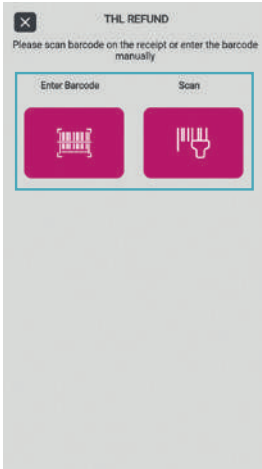 THL REFUND
Please scan barcode on the receipt or enter the barcode
manually
Enter Barcode
Scan